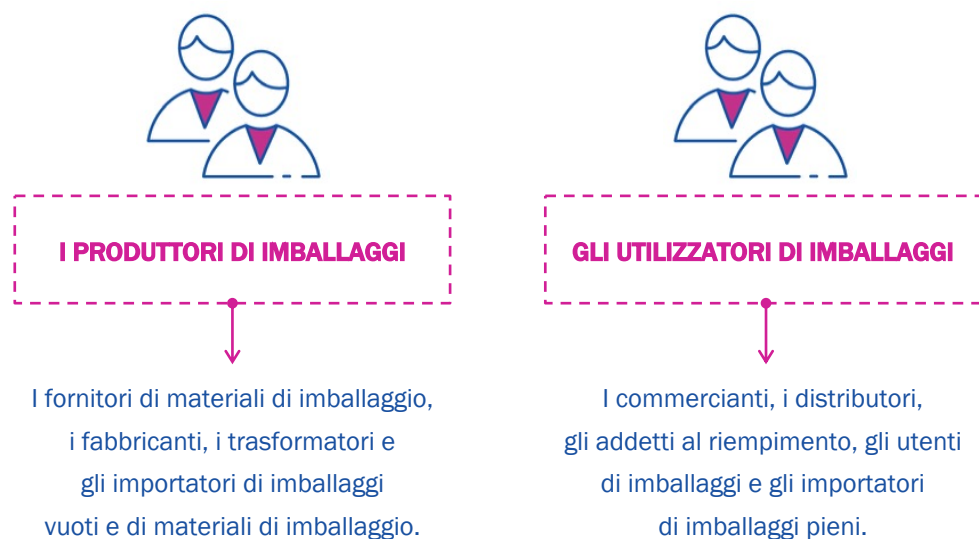 I PRODUTTORI DI IMBALLAGGI
I fornitori di materiali di imballaggio,
i fabbricanti, i trasformatori e
gli importatori di imballaggi
vuoti e di materiali di imballaggio.
GLI UTILIZZATORI DI IMBALLAGGI
I commercianti, i distributori,
gli addetti al riempimento, gli utenti
di imballaggi e gli importatori
di imballaggi pieni.